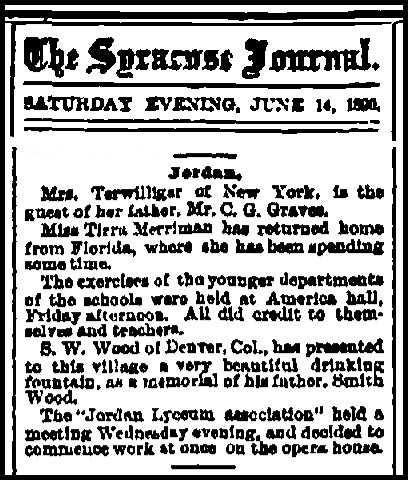 The Syracuse Journal.
SATURDAY EVENING, JUNE 14, 1890.
Jordan.
Mrs. Terwilligar of New York, is the
guest of her father, Mr. C. G. Graves.
Miss Tiera Merriman has returned home
from Florida, where she has been spending
some time.
The exercises of the younger departments
of the schools were held at America hall,
Friday afternoon. All did credit to them-
selves and teachers.
S. W. Wood of Denver, Col., has presented
to this village a very beautiful drinking
fountain, as a memorial of his father, Smith
Wood.
The "Jordan Lyceum association" held a
meeting Wednesday evening, and decided to
commence work at once on the opera house.